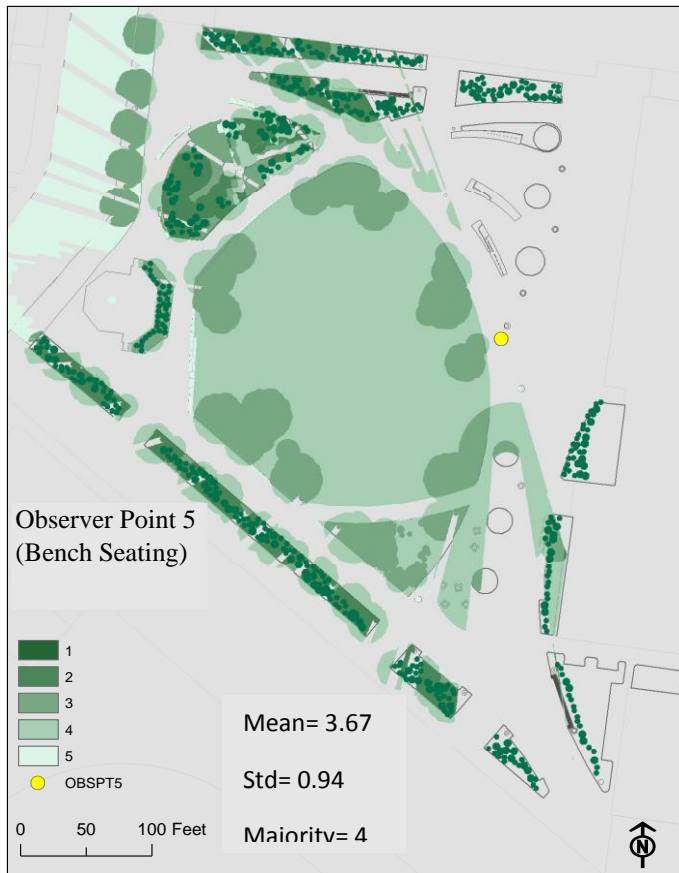 Observer Point 5
(Bench Seating)
1
2
3
4
5
OBSPT5
Mean= 3.67
Std= 0.94
Majority= 4
0 50 100 Feet
N